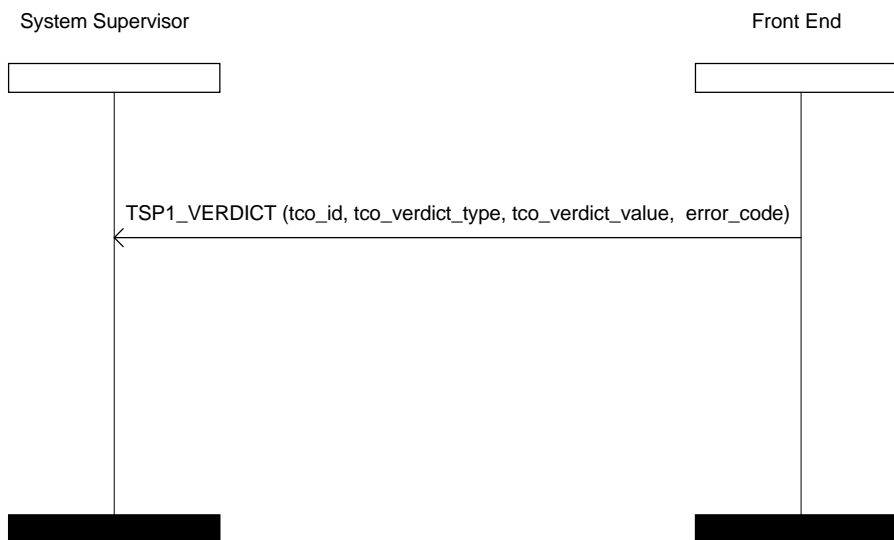 System Supervisor
Front End
TSP1_VERDICT (tco_id, tco_verdict_type, tco_verdict_value,  error_code)